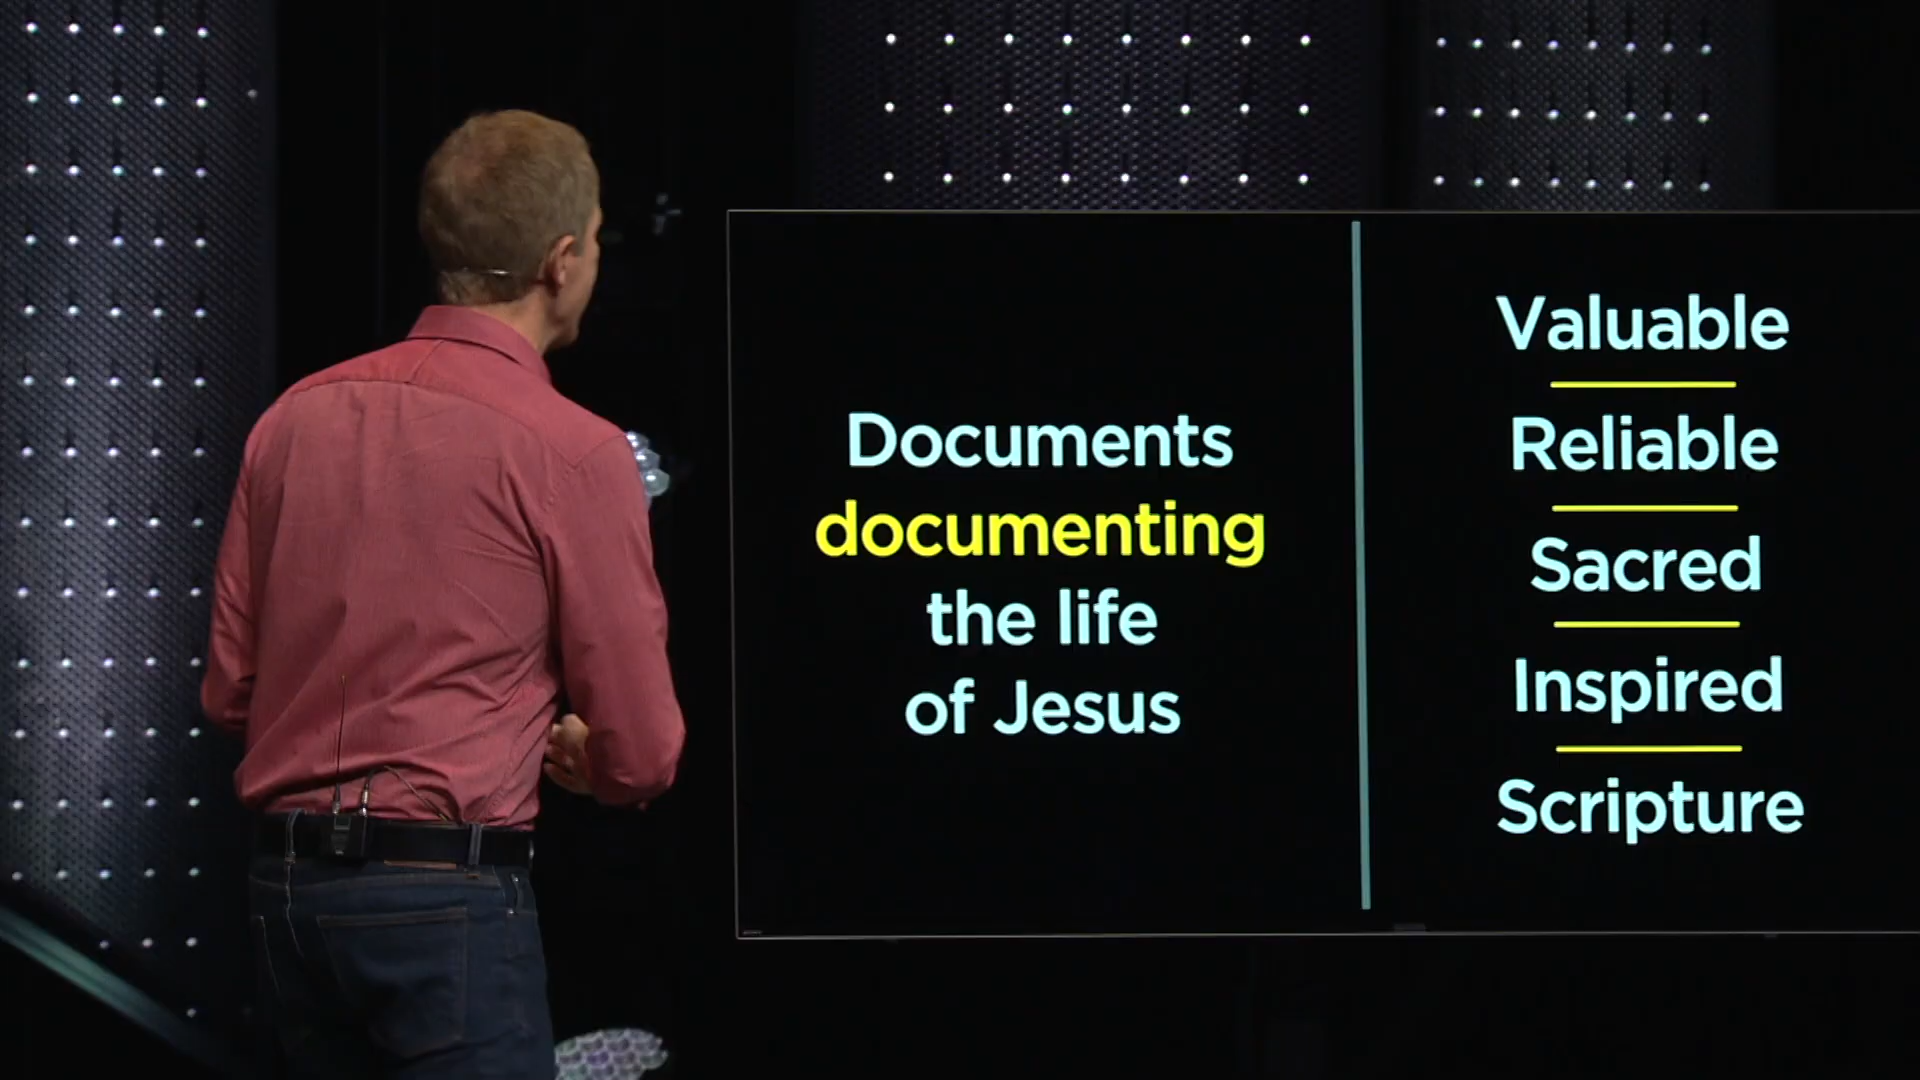 Documents
documenting
the life
of Jesus
Valuable
Reliable
Sacred
Inspired
Scripture